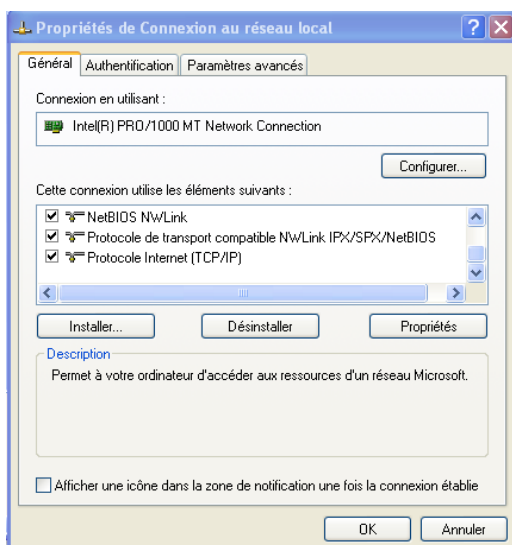 Propriétés de Connexion au réseau local
Général Authentification Paramètres avancés
Connexion en utilisant :
Intel(R) PRO/1000 MT Network Connection
Configurer...
Cette connexion utilise les éléments suivants :
NetBIOS NWLink
Protocole de transport compatible NWLink IPX/SPX/NetBIOS
Protocole Internet (TCP/IP)
Installer... Désinstaller Propriétés
Description
Permet à votre ordinateur d'accéder aux ressources d'un réseau Microsoft.
Afficher une icône dans la zone de notification une fois la connexion établie
OK Annuler